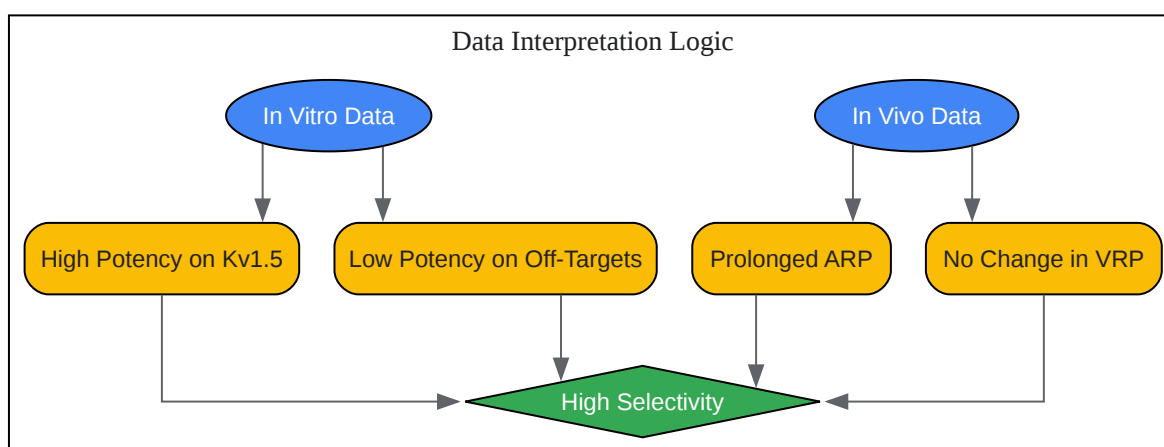 Data Interpretation Logic
In Vitro Data
In Vivo Data
High Potency on Kv1.5
Low Potency on Off-Targets
Prolonged ARP
No Change in VRP
High Selectivity